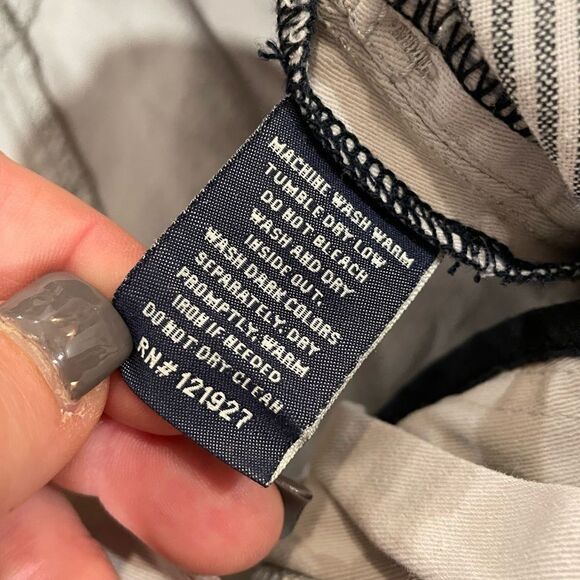 MACHINE WASH WARM
TUMBLE DRY LOW
DO NOT BLEACH
WASH AND DRY
INSIDE OUT.
WASH DARK COLORS
SEPARATELY. DRY
PROMPTLY. WARM
IRON IF NEEDED
DO NOT DRY CLEAN
RN# 121927